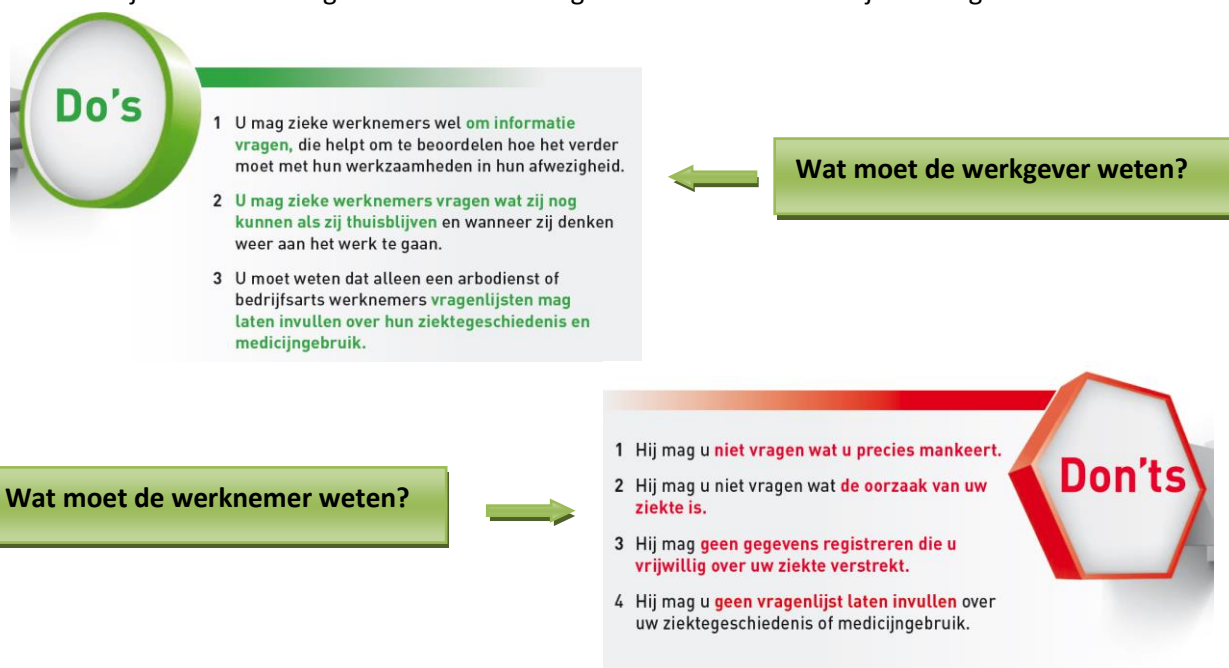 Do's
1 U mag zieke werknemers wel om informatie
vragen, die helpt om te beoordelen hoe het verder
moet met hun werkzaamheden in hun afwezigheid.
2 U mag zieke werknemers vragen wat zij nog
kunnen als zij thuisblijven en wanneer zij denken
weer aan het werk te gaan.
3 U moet weten dat alleen een arbodienst of
bedrijfsarts werknemers vragenlijsten mag
laten invullen over hun ziektegeschiedenis en
medicijngebruik.
Wat moet de werkgever weten?
Wat moet de werknemer weten?
1 Hij mag u niet vragen wat u precies mankeert.
2 Hij mag u niet vragen wat de oorzaak van uw
ziekte is.
3 Hij mag geen gegevens registreren die u
vrijwillig over uw ziekte verstrekt.
4 Hij mag u geen vragenlijst laten invullen over
uw ziektegeschiedenis of medicijngebruik.
Don'ts